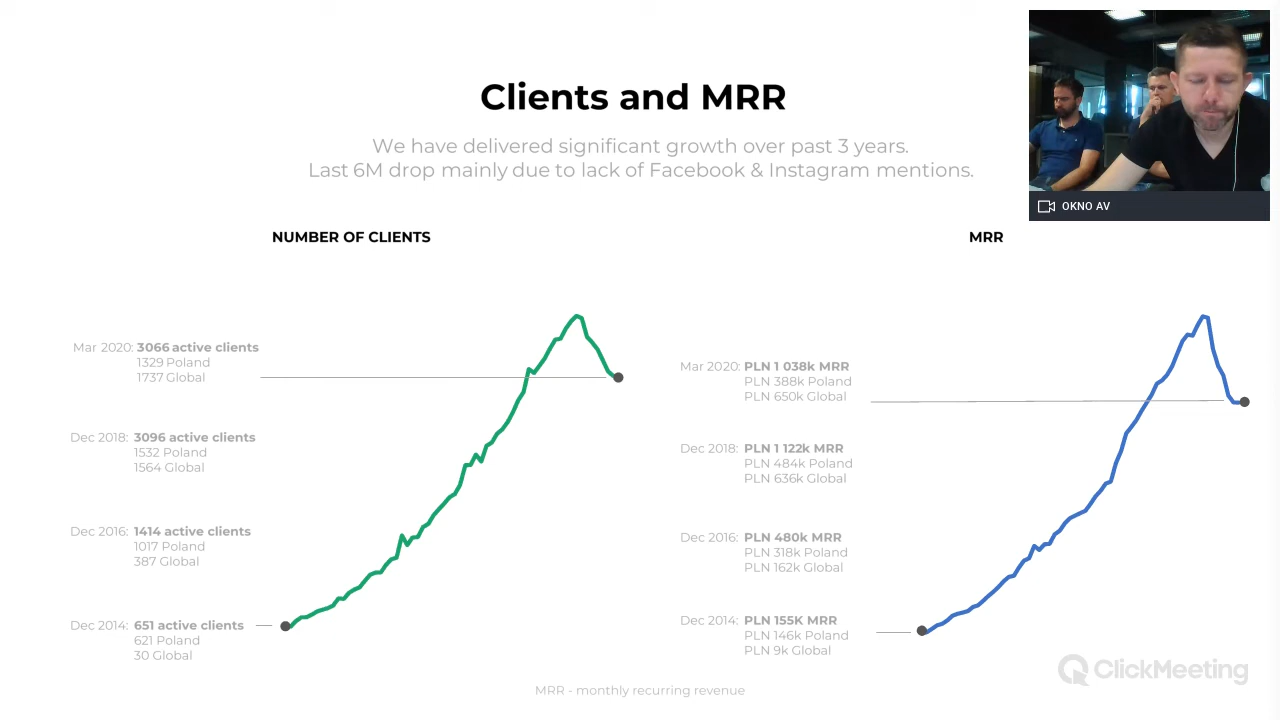 Clients and MRR
We have delivered significant growth over past 3 years.
Last 6M drop mainly due to lack of Facebook & Instagram mentions.
OKNO AV
NUMBER OF CLIENTS
Mar 2020: 3066 active clients
1329 Poland
1737 Global
Dec 2018: 3096 active clients
1532 Poland
1564 Global
Dec 2016: 1414 active clients
1017 Poland
387 Global
Dec 2014: 651 active clients
621 Poland
30 Global
MRR
Mar 2020: PLN 1 038k MRR
PLN 388k Poland
PLN 650k Global
Dec 2018: PLN 1 122k MRR
PLN 484k Poland
PLN 636k Global
Dec 2016: PLN 480k MRR
PLN 318k Poland
PLN 162k Global
Dec 2014: PLN 155K MRR
PLN 146k Poland
PLN 9k Global
ClickMeeting
MRR - monthly recurring revenue